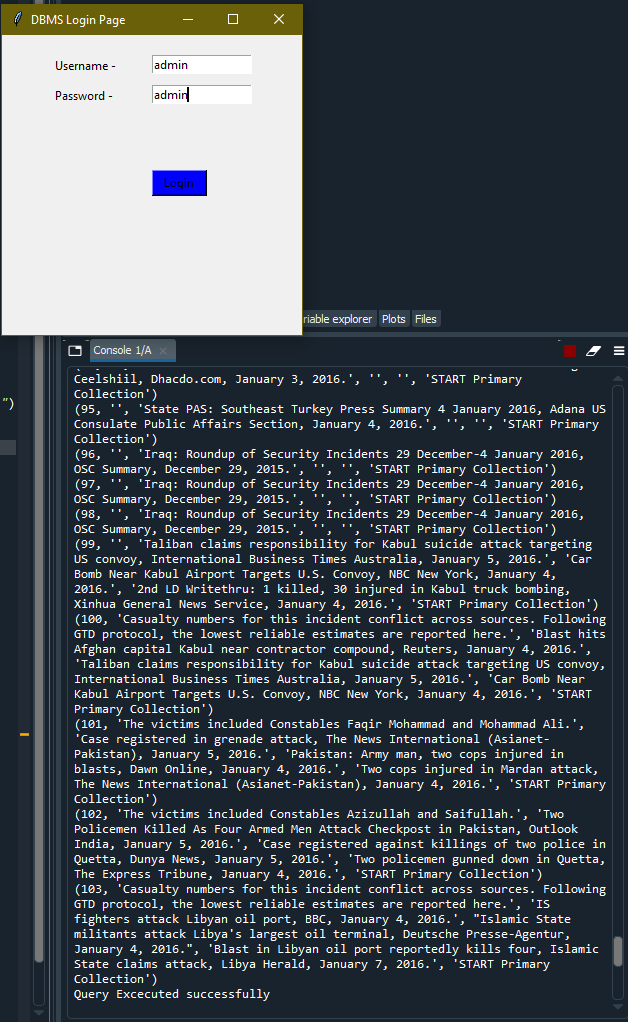 DBMS Login Page
Username -
admin
Password -
admin
Login
riable explorer
Plots
Files
Console 1/A
")
Ceelshiil, Dhacdo.com, January 3, 2016.', '', '', 'START Primary
Collection')
(95, '', 'State PAS: Southeast Turkey Press Summary 4 January 2016, Adana US
Consulate Public Affairs Section, January 4, 2016.', '', '', 'START Primary
Collection')
(96, '', 'Iraq: Roundup of Security Incidents 29 December-4 January 2016,
OSC Summary, December 29, 2015.', '', '', 'START Primary Collection')
(97, '', 'Iraq: Roundup of Security Incidents 29 December-4 January 2016,
OSC Summary, December 29, 2015.', '', '', 'START Primary Collection')
(98, '', 'Iraq: Roundup of Security Incidents 29 December-4 January 2016,
OSC Summary, December 29, 2015.', '', '', 'START Primary Collection')
(99, '', 'Taliban claims responsibility for Kabul suicide attack targeting
US convoy, International Business Times Australia, January 5, 2016.', 'Car
Bomb Near Kabul Airport Targets U.S. Convoy, NBC New York, January 4,
2016.', '2nd LD Writethru: 1 killed, 30 injured in Kabul truck bombing,
Xinhua General News Service, January 4, 2016.', 'START Primary Collection')
(100, 'Casualty numbers for this incident conflict across sources. Following
GTD protocol, the lowest reliable estimates are reported here.', 'Blast hits
Afghan capital Kabul near contractor compound, Reuters, January 4, 2016.',
'Taliban claims responsibility for Kabul suicide attack targeting US convoy,
International Business Times Australia, January 5, 2016.', 'Car Bomb Near
Kabul Airport Targets U.S. Convoy, NBC New York, January 4, 2016.', 'START
Primary Collection')
(101, 'The victims included Constables Faqir Mohammad and Mohammad Ali.',
'Case registered in grenade attack, The News International (Asianet-
Pakistan), January 5, 2016.', 'Pakistan: Army man, two cops injured in
blasts, Dawn Online, January 4, 2016.', 'Two cops injured in Mardan attack,
The News International (Asianet-Pakistan), January 4, 2016.', 'START Primary
Collection')
(102, 'The victims included Constables Azizullah and Saifullah.', 'Two
Policemen Killed As Four Armed Men Attack Checkpost in Pakistan, Outlook
India, January 5, 2016.', 'Case registered against killings of two police in
Quetta, Dunya News, January 5, 2016.', 'Two policemen gunned down in Quetta,
The Express Tribune, January 4, 2016.', 'START Primary Collection')
(103, 'Casualty numbers for this incident conflict across sources. Following
GTD protocol, the lowest reliable estimates are reported here.', 'IS
fighters attack Libyan oil port, BBC, January 4, 2016.', "Islamic State
militants attack Libya's largest oil terminal, Deutsche Presse-Agentur,
January 4, 2016.", 'Blast in Libyan oil port reportedly kills four, Islamic
State claims attack, Libya Herald, January 7, 2016.', 'START Primary
Collection')
Query Excecuted successfully